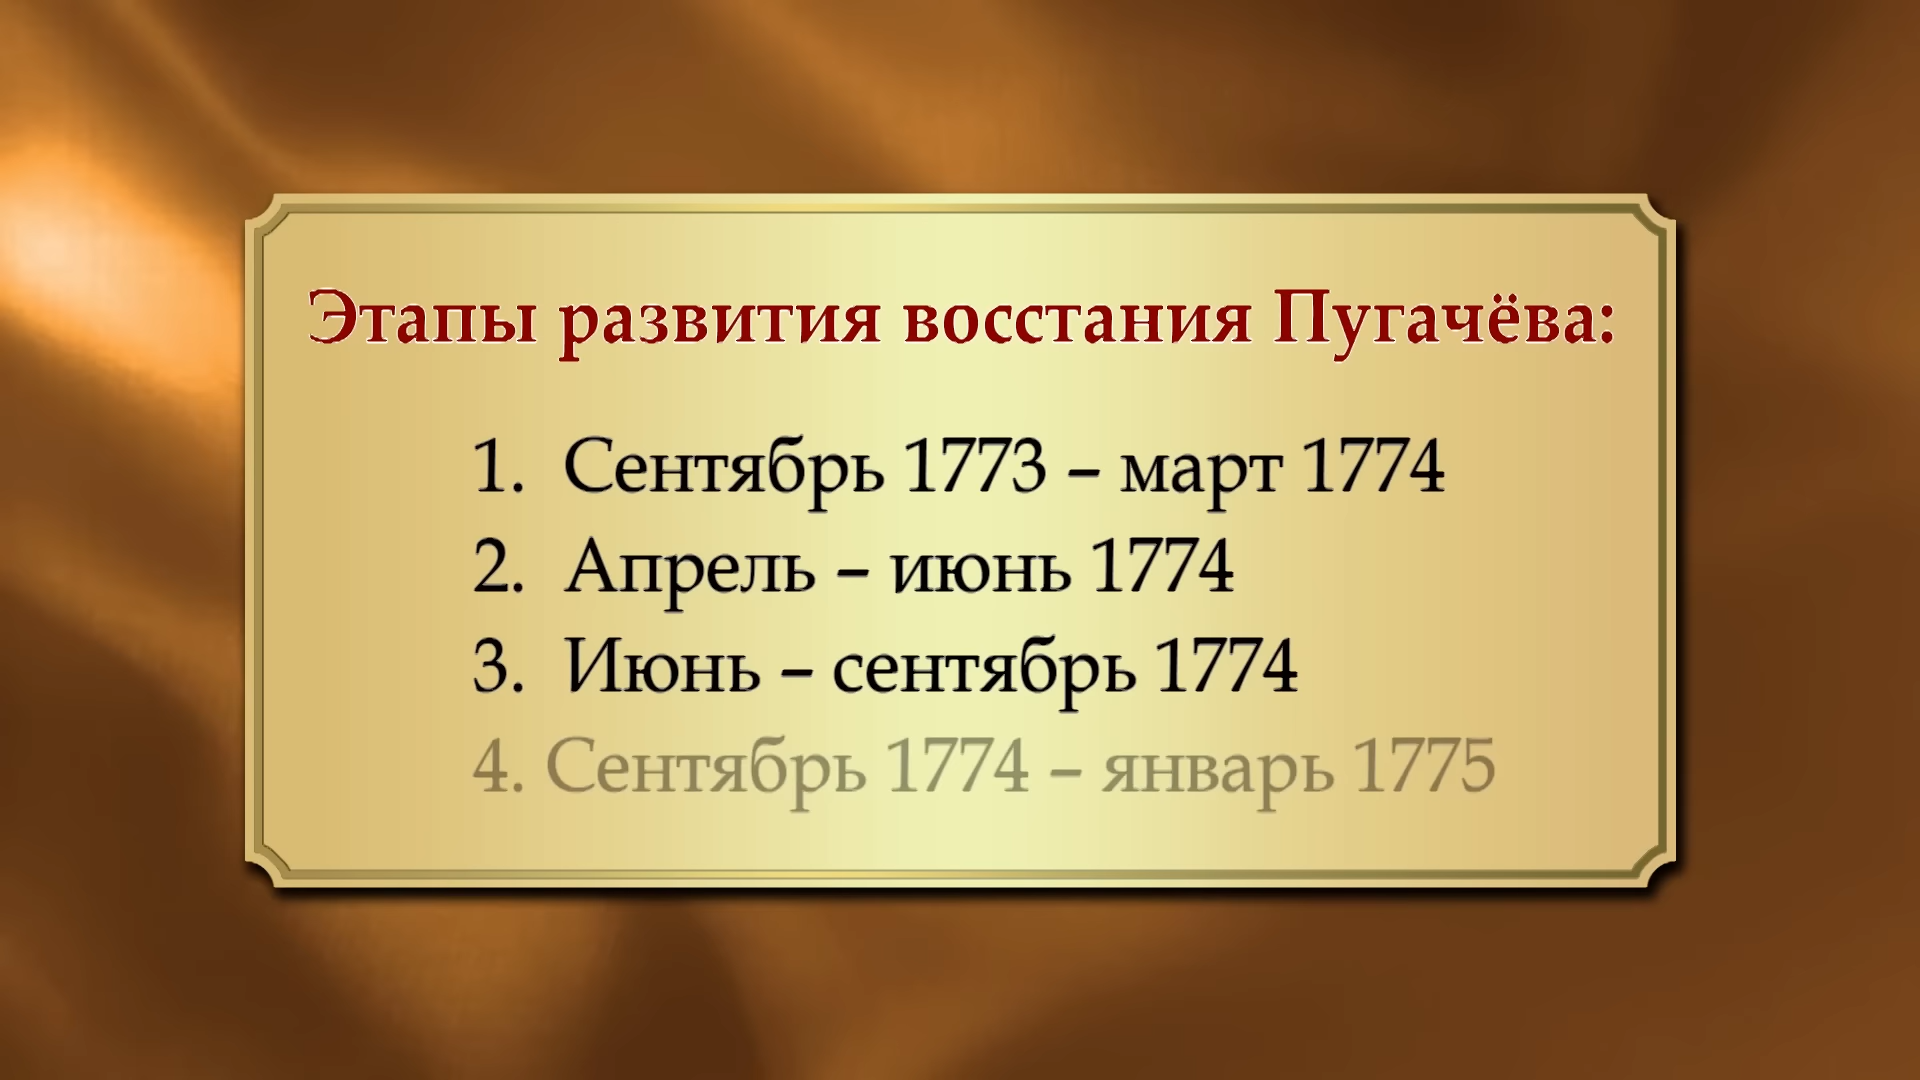 Этапы развития восстания Пугачёва:
1. Сентябрь 1773 – март 1774
2. Апрель – июнь 1774
3. Июнь – сентябрь 1774
4. Сентябрь 1774 – январь 1775